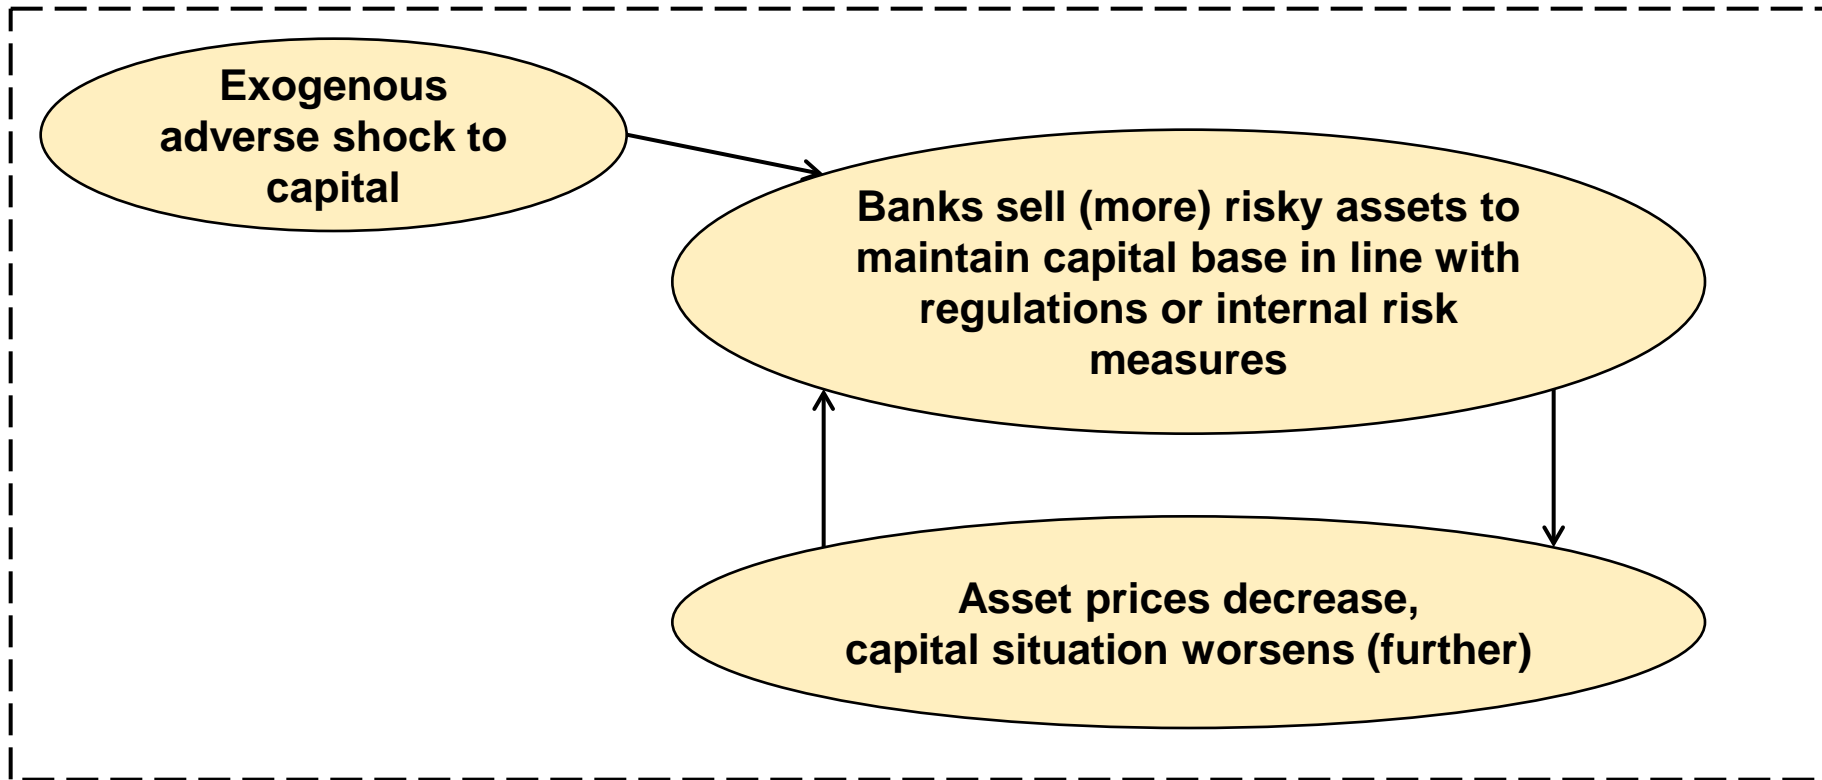 Exogenous
adverse shock to
capital
Banks sell (more) risky assets to
maintain capital base in line with
regulations or internal risk
measures
Asset prices decrease,
capital situation worsens (further)